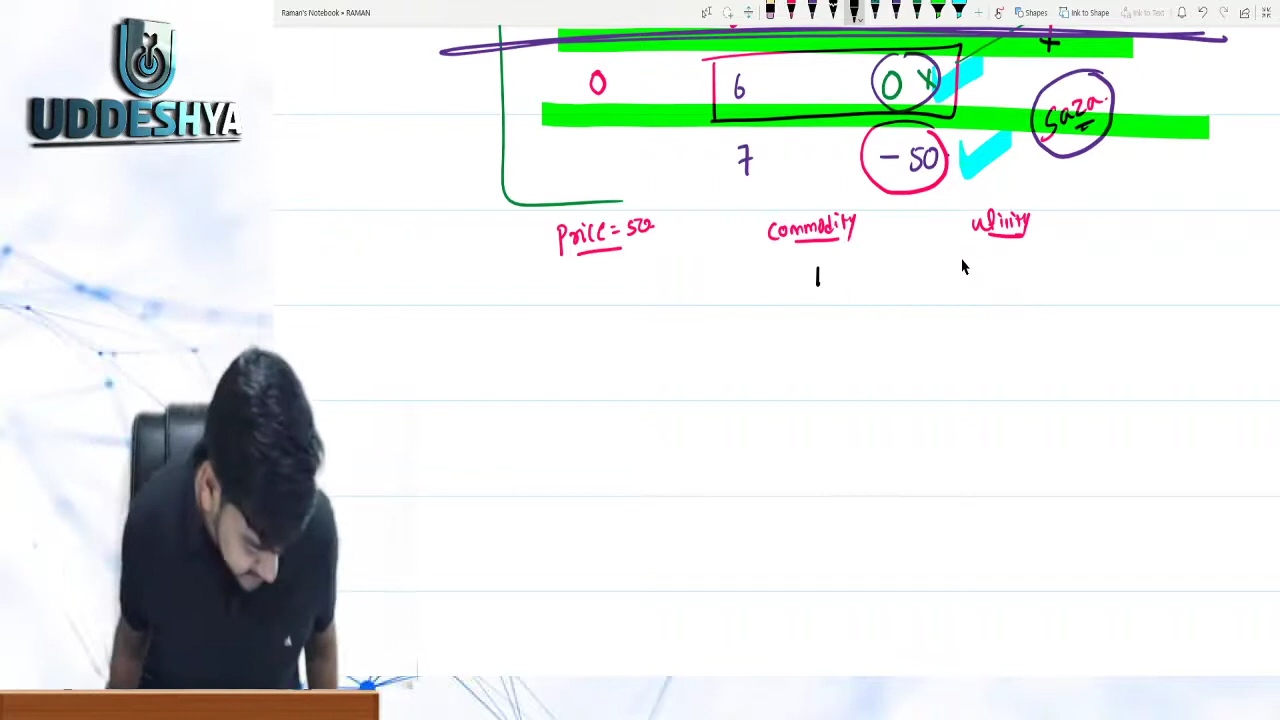 Raman's Notebook » RAMAN
Shapes Ink to Shape Ink to Text
UDDESHYA
+
0 6 0 x
Saza
7 - 50
Price = 50 Commodity Utility
1